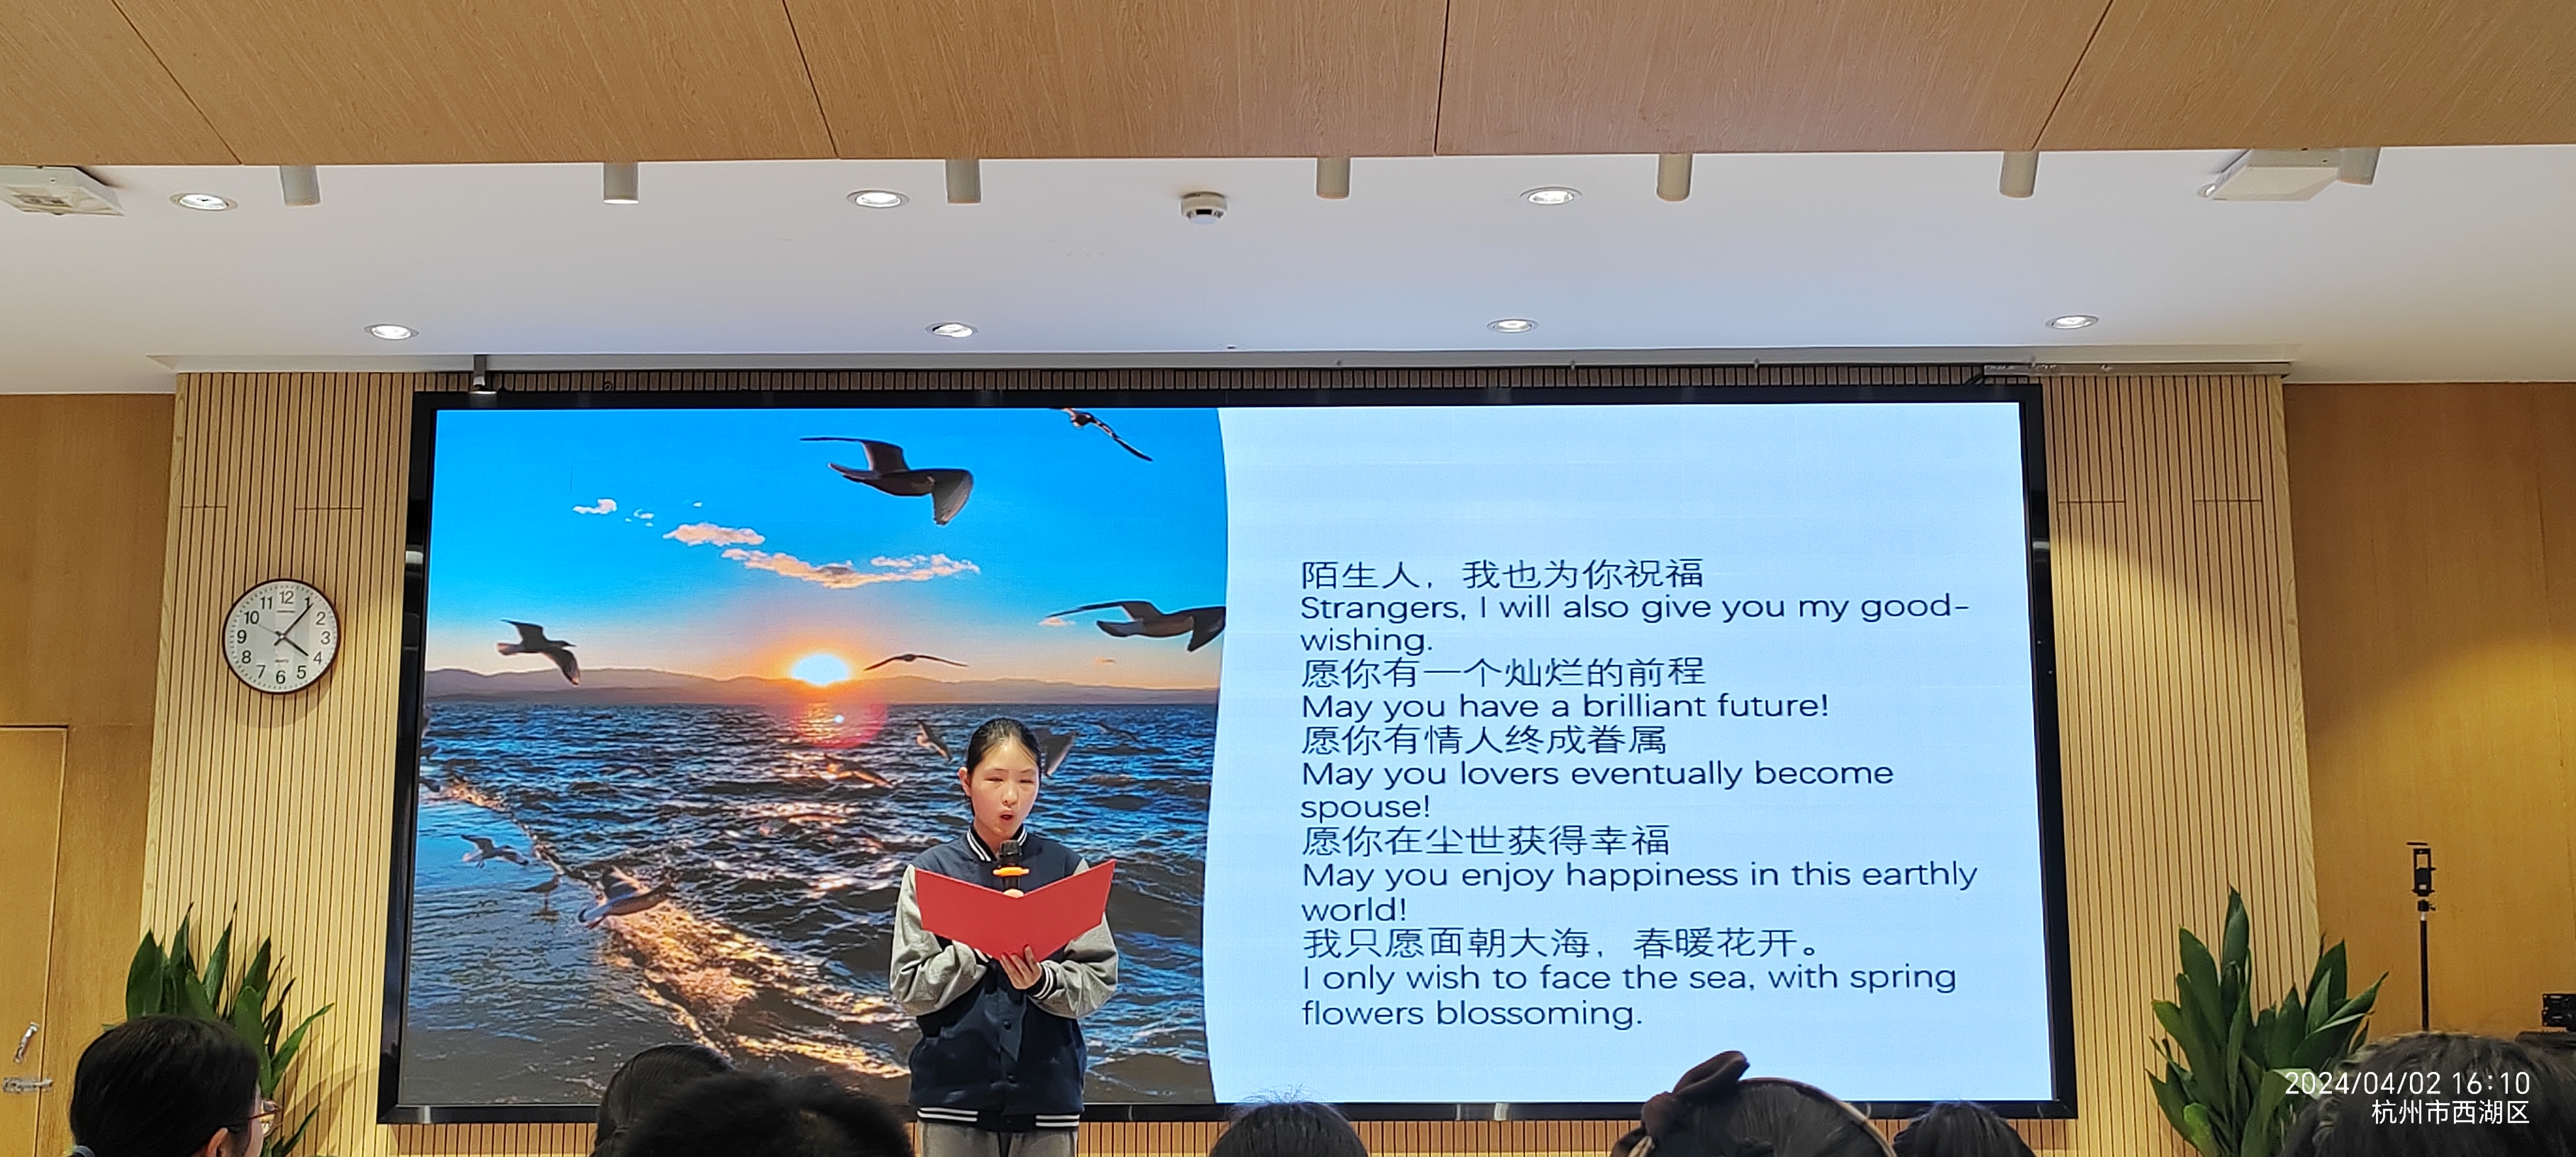 12
1
2
3
4
5
6
7
8
9
10
11
陌生人，我也为你祝福
Strangers, I will also give you my good-
wishing.
愿你有一个灿烂的前程
May you have a brilliant future!
愿你有情人终成眷属
May you lovers eventually become
spouse!
愿你在尘世获得幸福
May you enjoy happiness in this earthly
world!
我只愿面朝大海，春暖花开。
I only wish to face the sea, with spring
flowers blossoming.
2024/04/02 16:10
杭州市西湖区